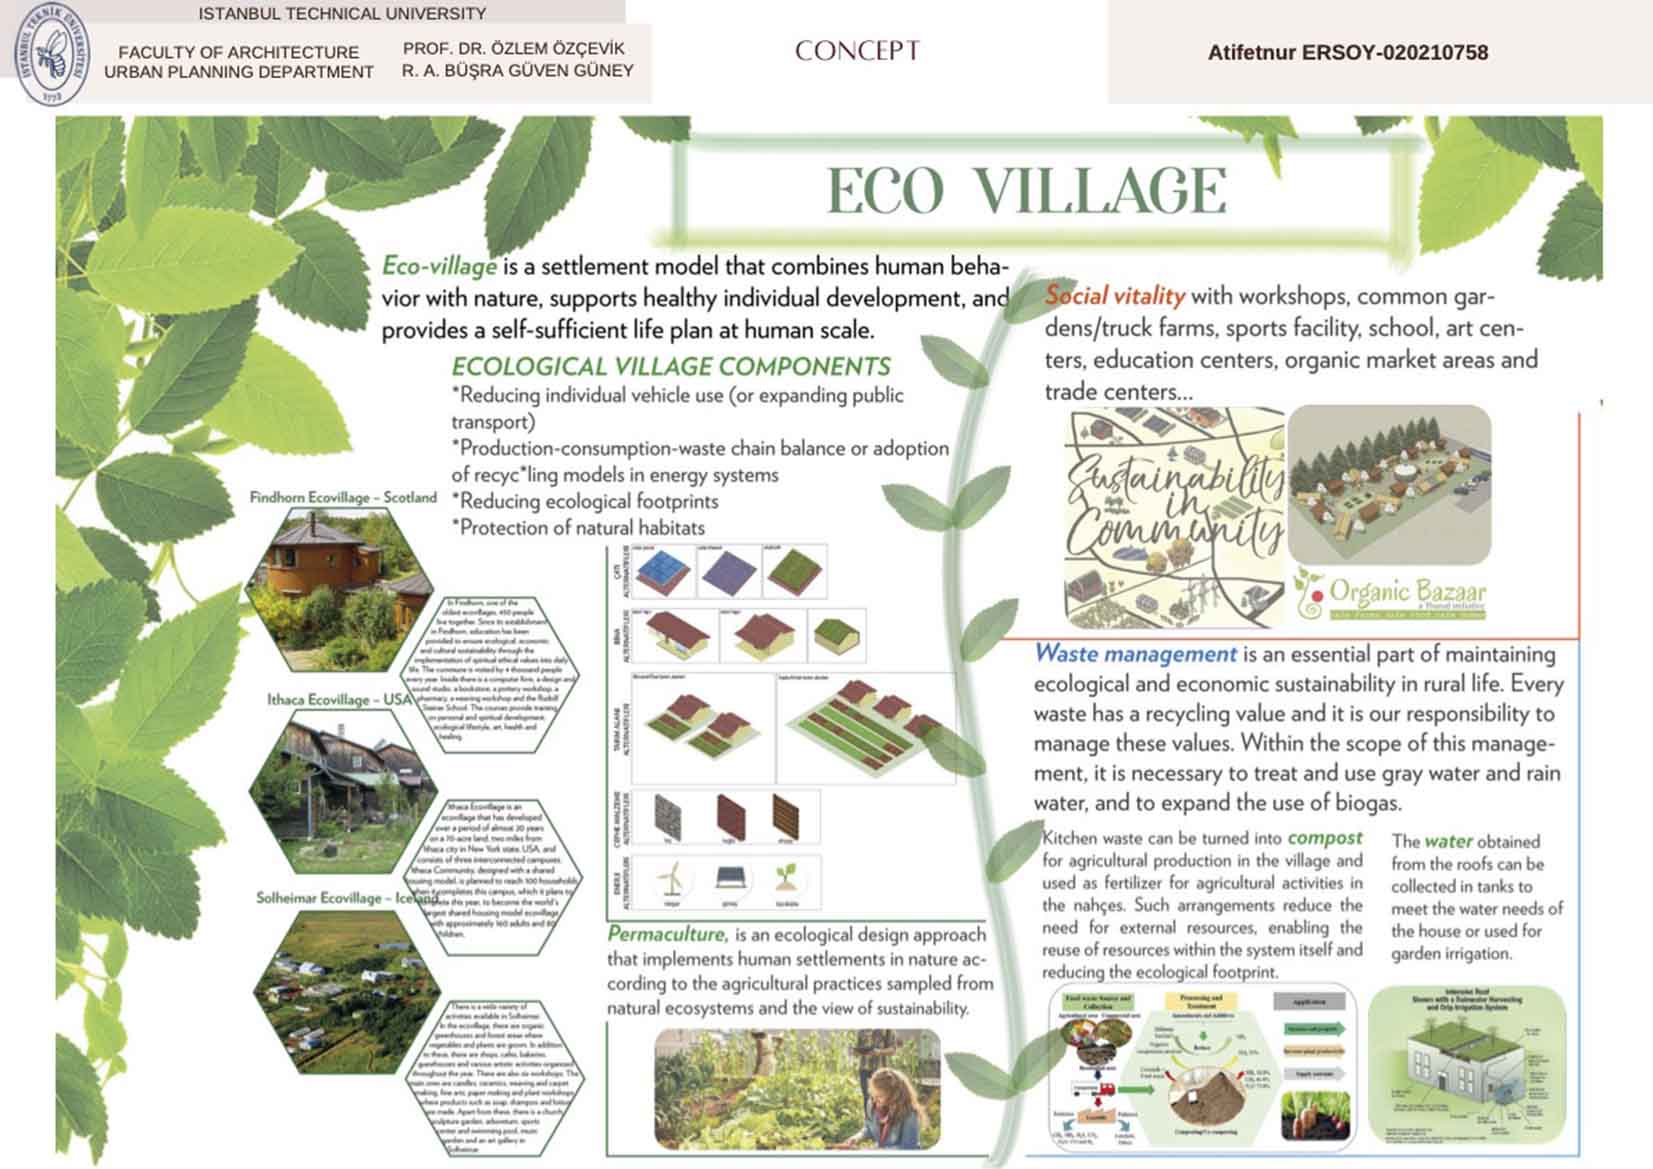 ISTANBUL TECHNICAL UNIVERSITY
FACULTY OF ARCHITECTURE
URBAN PLANNING DEPARTMENT
PROF. DR. ÖZLEM ÖZÇEVİK
R. A. BÜŞRA GÜVEN GÜNEY
CONCEPT
Atifetnur ERSOY-020210758
İSTANBUL TEKNİK ÜNİVERSİTESİ
1773
ECO VILLAGE
Eco-village is a settlement model that combines human beha-
vior with nature, supports healthy individual development, and
provides a self-sufficient life plan at human scale.
ECOLOGICAL VILLAGE COMPONENTS
*Reducing individual vehicle use (or expanding public
transport)
*Production-consumption-waste chain balance or adoption
of recyc*ling models in energy systems
*Reducing ecological footprints
*Protection of natural habitats
Findhorn Ecovillage – Scotland
In Findhorn, one of the
oldest ecovillages, 450 people
live together. Since its establishment
in Findhorn, education has been
provided to ensure ecological, economic
and cultural sustainability through the
implementation of spiritual ethical values into daily
life. The commune is visited by 4 thousand people
every year. Inside there is a computer firm, a design and
sound studio, a bookstore, a pottery workshop, a
pharmacy, a weaving workshop and the Rudolf
Steiner School. The courses provide training
on personal and spiritual development,
ecological lifestyle, art, health and
healing.
Ithaca Ecovillage – USA
Ithaca Ecovillage is an
ecovillage that has developed
over a period of almost 20 years
on a 70-acre land, two miles from
Ithaca city in New York state, USA, and
consists of three interconnected campuses.
Ithaca Community, designed with a shared
housing model, is planned to reach 100 households
when it completes this campus, which it plans to
complete this year, to become the world's
largest shared housing model ecovillage
with approximately 160 adults and 80
children.
Solheimar Ecovillage – Iceland
There is a wide variety of
activities available in Solheimar.
In the ecovillage, there are organic
greenhouses and forest areas where
vegetables and plants are grown. In addition
to these, there are shops, cafes, bakeries,
guesthouses and various artistic activities organized
throughout the year. There are also six workshops. The
main ones are candles, ceramics, weaving and carpet
making, fine arts, paper making and plant workshops
where products such as soap, shampoo and lotion
are made. Apart from these, there is a church,
sculpture garden, arboretum, sports
center and swimming pool, music
garden and an art gallery in
Solheimar.
ÇATI
ALTERNATİFLERİ
BİNA
ALTERNATİFLERİ
TARIM ALANI
ALTERNATİFLERİ
CEPHE MALZEME
ALTERNATİFLERİ
ENERJİ
ALTERNATİFLERİ
Permaculture, is an ecological design approach
that implements human settlements in nature ac-
cording to the agricultural practices sampled from
natural ecosystems and the view of sustainability.
Social vitality with workshops, common gar-
dens/truck farms, sports facility, school, art cen-
ters, education centers, organic market areas and
trade centers...
Sustainability
in
Community
Organic Bazaar
Waste management is an essential part of maintaining
ecological and economic sustainability in rural life. Every
waste has a recycling value and it is our responsibility to
manage these values. Within the scope of this manage-
ment, it is necessary to treat and use gray water and rain
water, and to expand the use of biogas.
Kitchen waste can be turned into compost
for agricultural production in the village and
used as fertilizer for agricultural activities in
the nahçes. Such arrangements reduce the
need for external resources, enabling the
reuse of resources within the system itself and
reducing the ecological footprint.
The water obtained
from the roofs can be
collected in tanks to
meet the water needs of
the house or used for
garden irrigation.
Food waste Source and
Collection
Processing and
Treatment
Application
Intensive Roof
Shown with a Rainwater Harvesting
and Drip Irrigation System